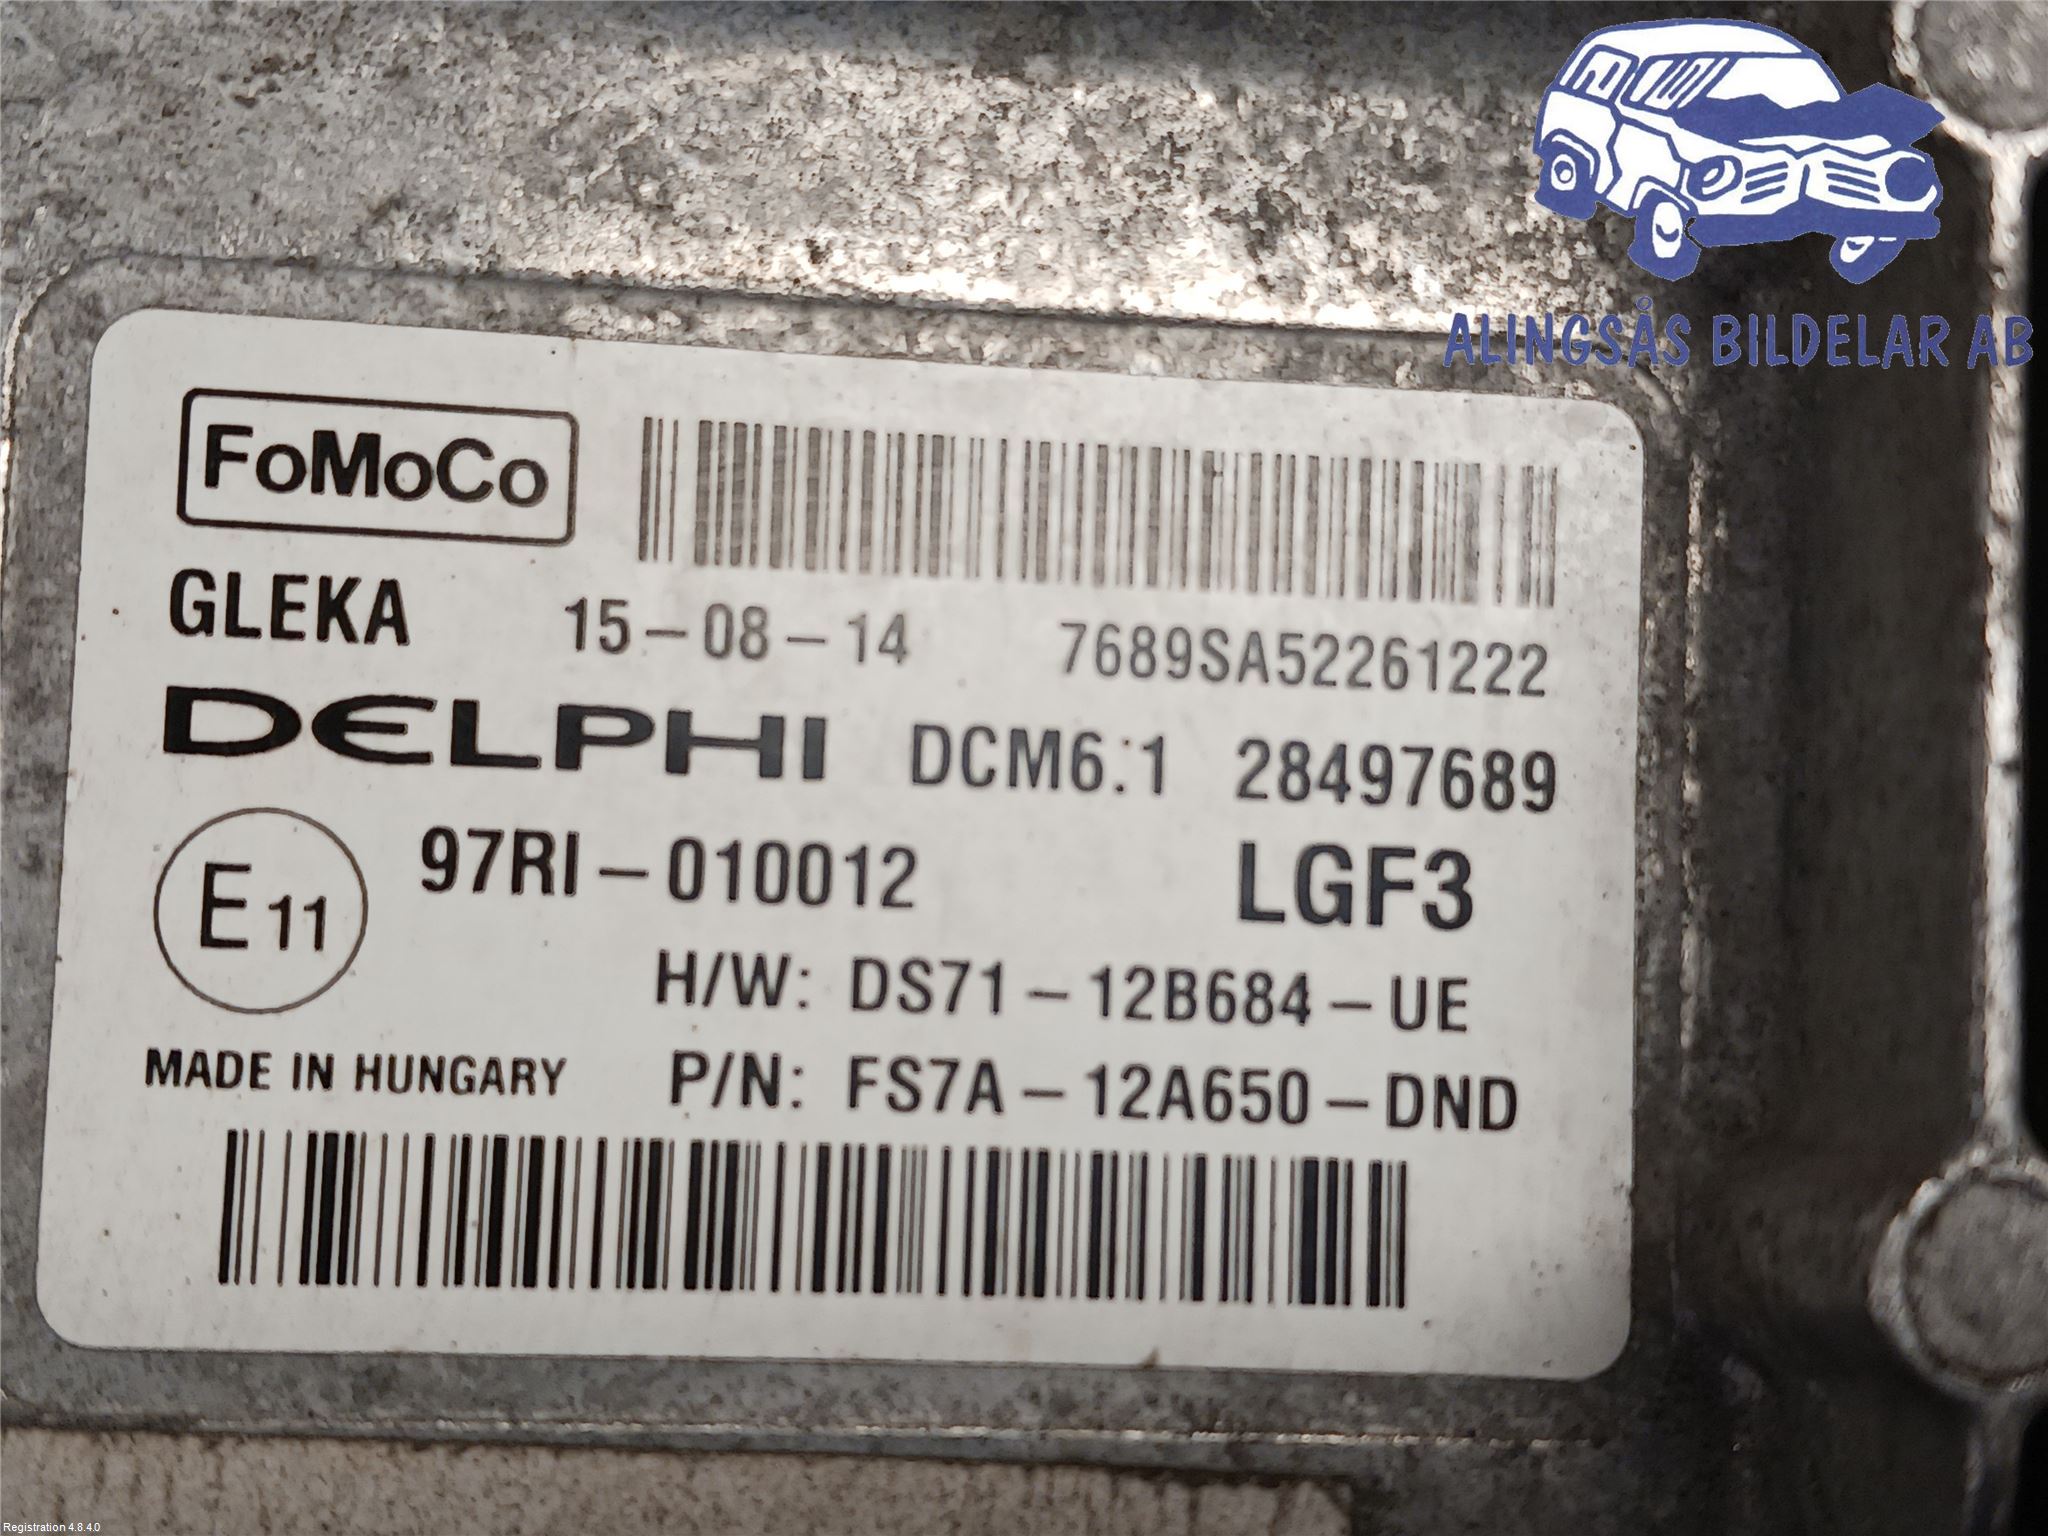 ALINGSÅS BILDELAR AB
FoMoCo
GLEKA 15-08-14 7689SA52261222
DELPHI DCM6.1 28497689
97RI-010012 LGF3
E11
H/W: DS71-12B684-UE
MADE IN HUNGARY P/N: FS7A-12A650-DND
Registration 4.8.4.0